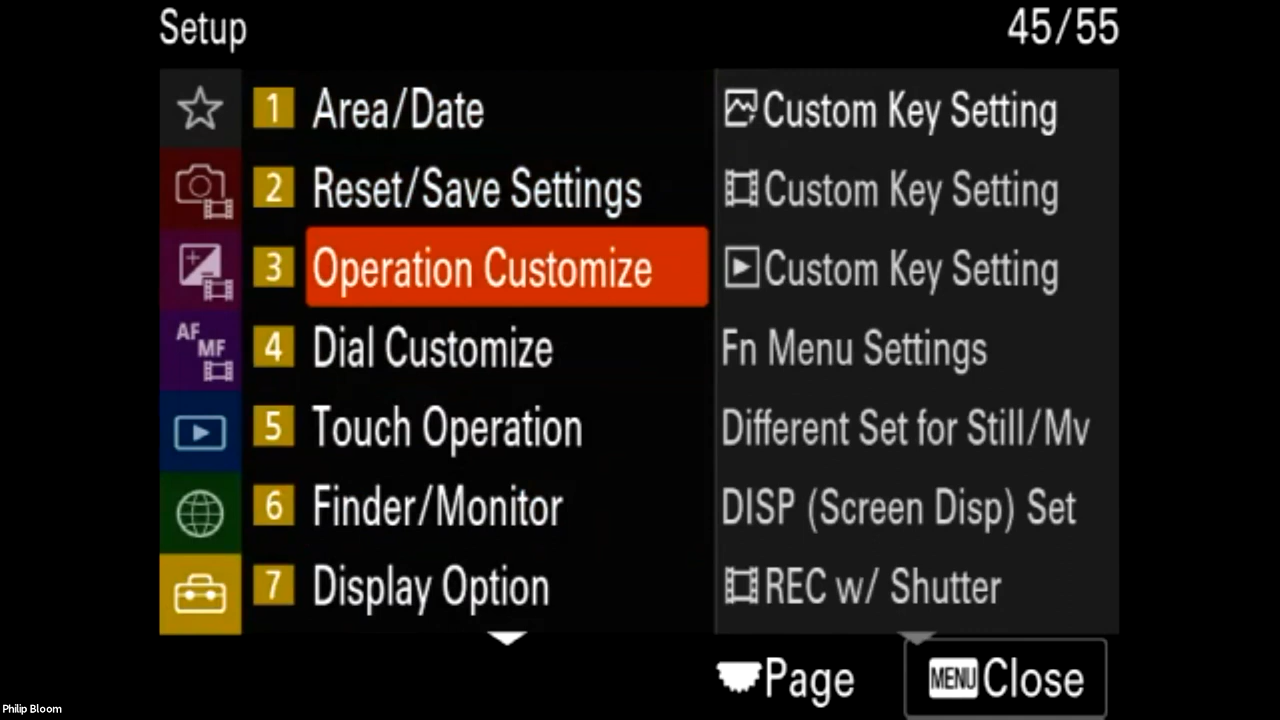 Setup
45/55
1 Area/Date
2 Reset/Save Settings
3 Operation Customize
4 Dial Customize
5 Touch Operation
6 Finder/Monitor
7 Display Option
AF
MF
Custom Key Setting
Custom Key Setting
Custom Key Setting
Fn Menu Settings
Different Set for Still/Mv
DISP (Screen Disp) Set
REC w/ Shutter
Page
MENU Close
Philip Bloom